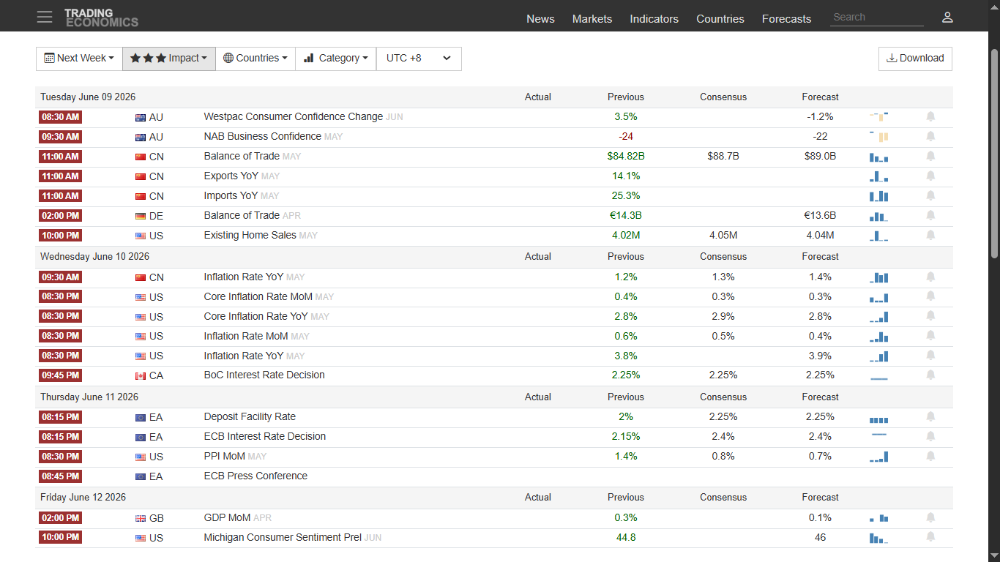 TRADING
ECONOMICS
News Markets Indicators Countries Forecasts Search
Next Week Impact Countries Category UTC +8 Download
Tuesday June 09 2026 Actual Previous Consensus Forecast
08:30 AM AU Westpac Consumer Confidence Change JUN 3.5% -1.2%
09:30 AM AU NAB Business Confidence MAY -24 -22
11:00 AM CN Balance of Trade MAY $84.82B $88.7B $89.0B
11:00 AM CN Exports YoY MAY 14.1%
11:00 AM CN Imports YoY MAY 25.3%
02:00 PM DE Balance of Trade APR €14.3B €13.6B
10:00 PM US Existing Home Sales MAY 4.02M 4.05M 4.04M
Wednesday June 10 2026 Actual Previous Consensus Forecast
09:30 AM CN Inflation Rate YoY MAY 1.2% 1.3% 1.4%
08:30 PM US Core Inflation Rate MoM MAY 0.4% 0.3% 0.3%
08:30 PM US Core Inflation Rate YoY MAY 2.8% 2.9% 2.8%
08:30 PM US Inflation Rate MoM MAY 0.6% 0.5% 0.4%
08:30 PM US Inflation Rate YoY MAY 3.8% 3.9%
09:45 PM CA BoC Interest Rate Decision 2.25% 2.25% 2.25%
Thursday June 11 2026 Actual Previous Consensus Forecast
08:15 PM EA Deposit Facility Rate 2% 2.25% 2.25%
08:15 PM EA ECB Interest Rate Decision 2.15% 2.4% 2.4%
08:30 PM US PPI MoM MAY 1.4% 0.8% 0.7%
08:45 PM EA ECB Press Conference
Friday June 12 2026 Actual Previous Consensus Forecast
02:00 PM GB GDP MoM APR 0.3% 0.1%
10:00 PM US Michigan Consumer Sentiment Prel JUN 44.8 46